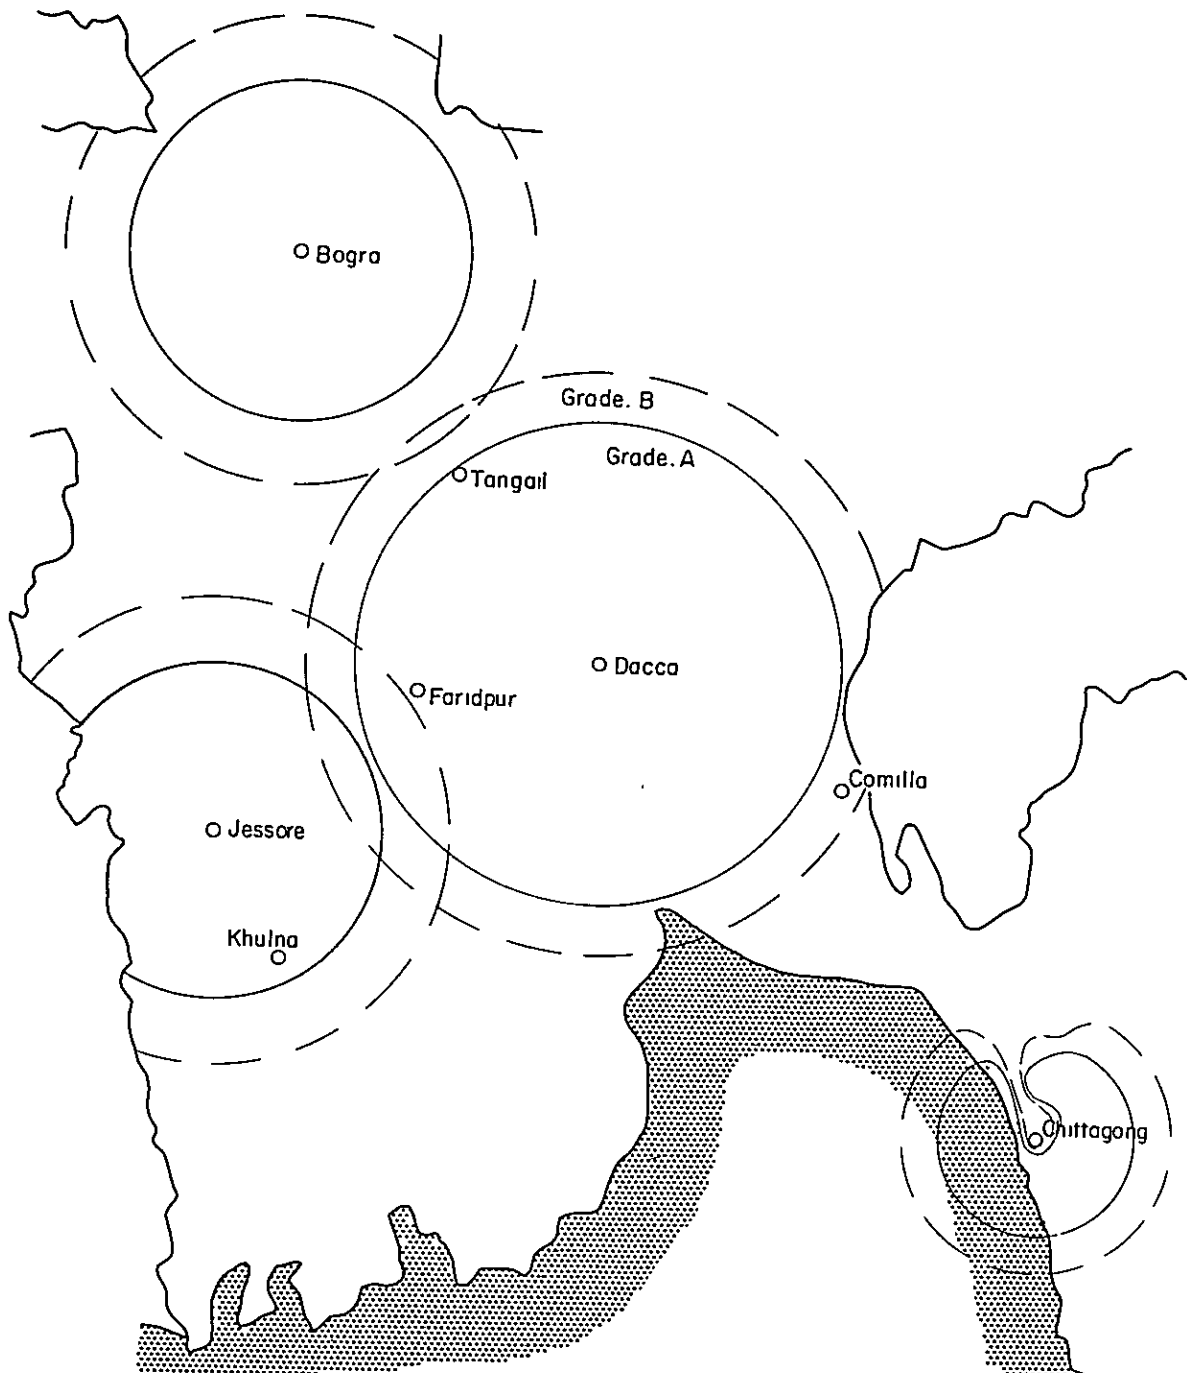 Bogra
Grade. B
Grade. A
Tangail
Dacca
Faridpur
Comilla
Jessore
Khulna
Chittagong